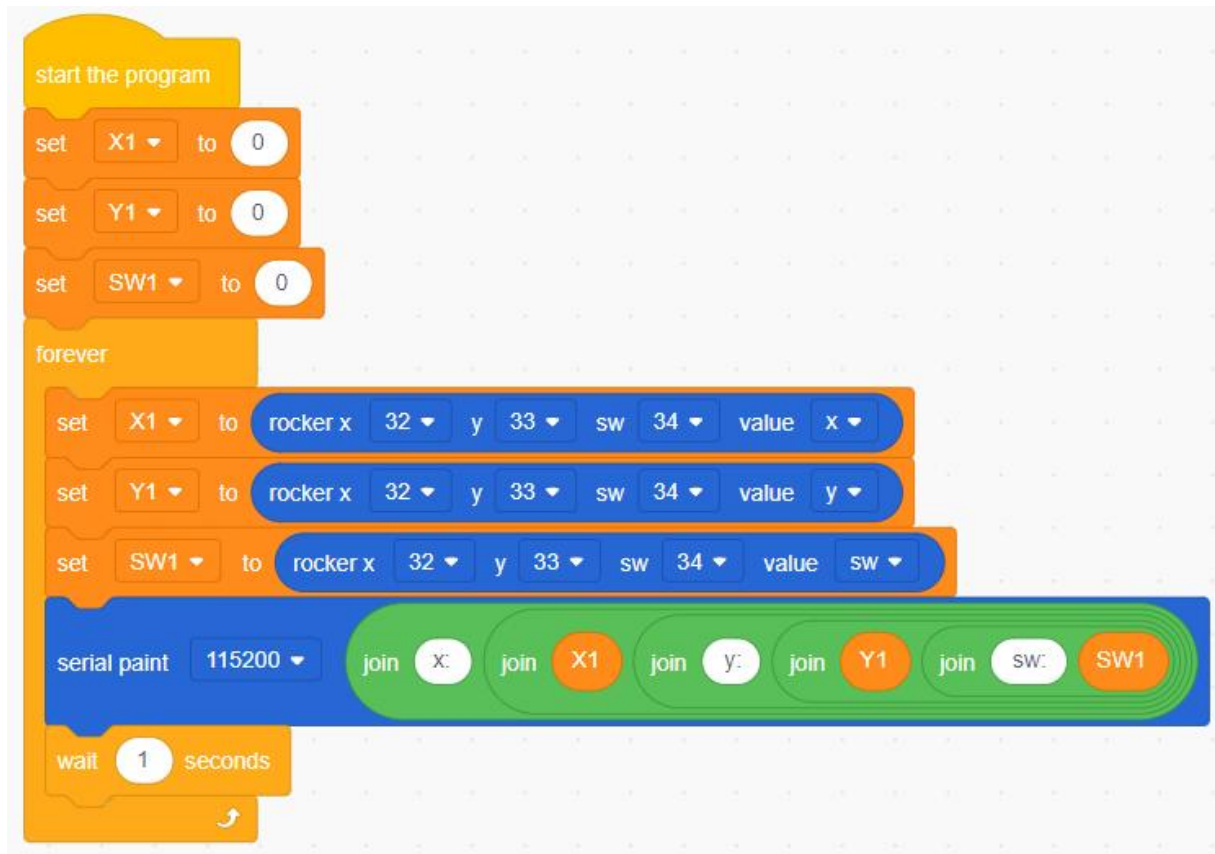 start the program
set X1 to 0
set Y1 to 0
set SW1 to 0
forever
set X1 to rocker x 32 y 33 sw 34 value x
set Y1 to rocker x 32 y 33 sw 34 value y
set SW1 to rocker x 32 y 33 sw 34 value sw
serial paint 115200 join x: join X1 join y: join Y1 join sw: SW1
wait 1 seconds